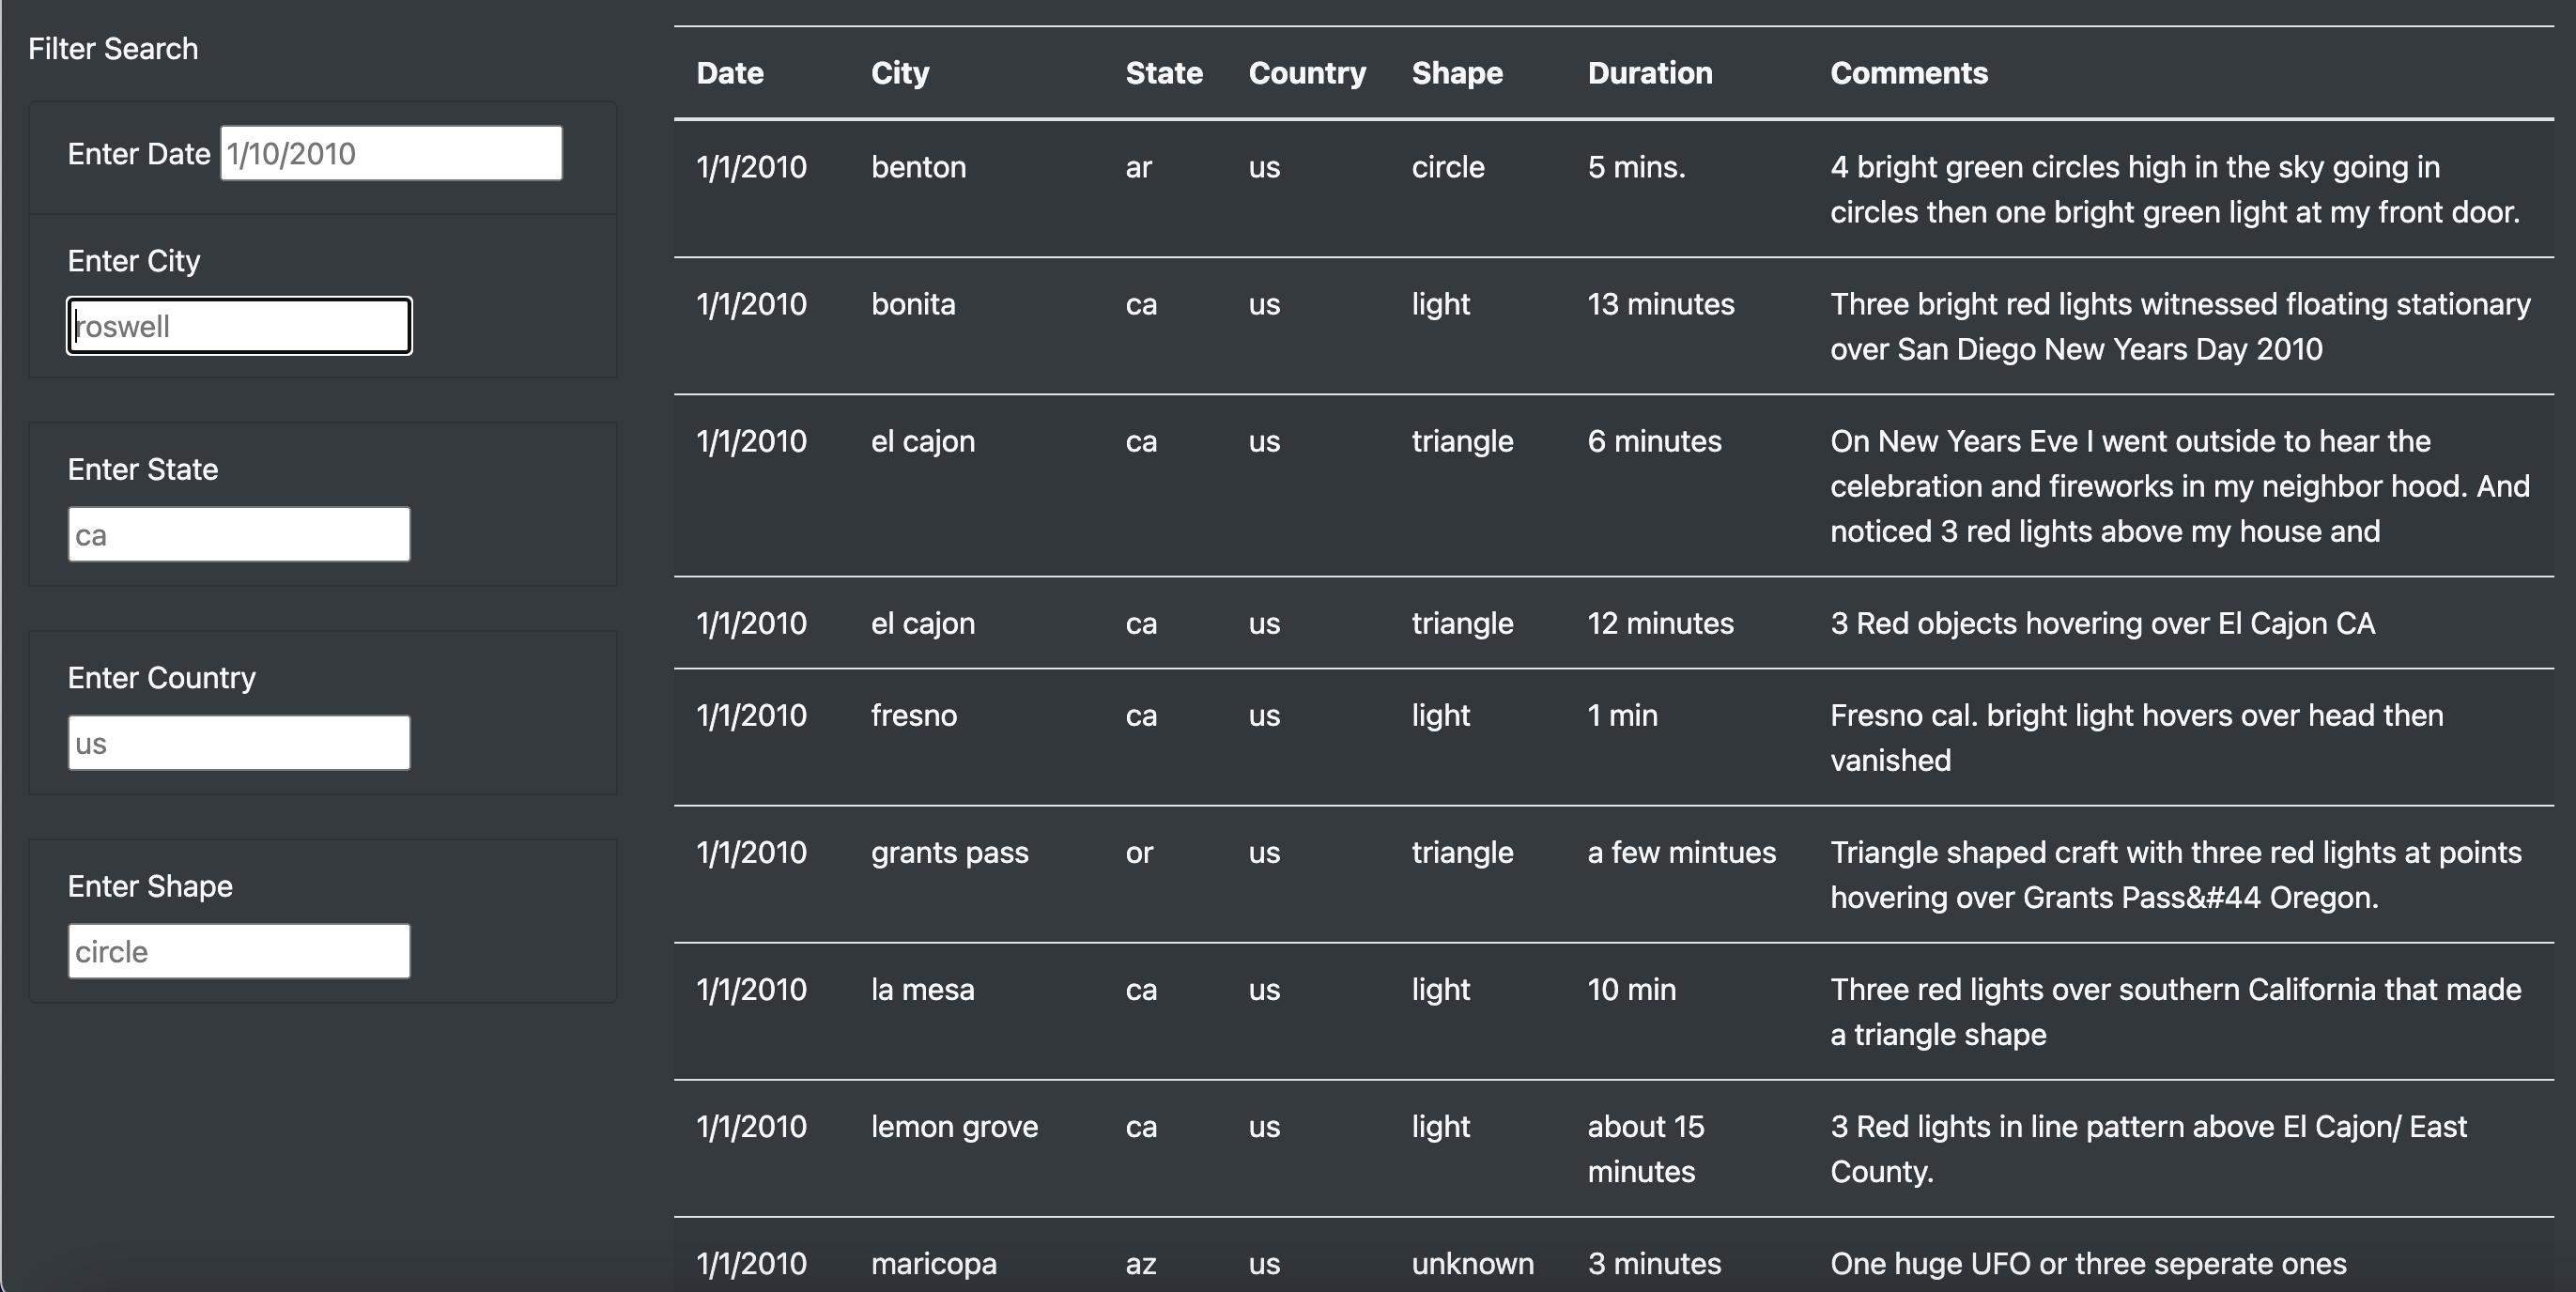 Filter Search
Enter Date 1/10/2010
Enter City
roswell
Enter State
ca
Enter Country
us
Enter Shape
circle
Date City State Country Shape Duration Comments
1/1/2010 benton ar us circle 5 mins. 4 bright green circles high in the sky going in
circles then one bright green light at my front door.
1/1/2010 bonita ca us light 13 minutes Three bright red lights witnessed floating stationary
over San Diego New Years Day 2010
1/1/2010 el cajon ca us triangle 6 minutes On New Years Eve I went outside to hear the
celebration and fireworks in my neighbor hood. And
noticed 3 red lights above my house and
1/1/2010 el cajon ca us triangle 12 minutes 3 Red objects hovering over El Cajon CA
1/1/2010 fresno ca us light 1 min Fresno cal. bright light hovers over head then
vanished
1/1/2010 grants pass or us triangle a few mintues Triangle shaped craft with three red lights at points
hovering over Grants Pass&#44 Oregon.
1/1/2010 la mesa ca us light 10 min Three red lights over southern California that made
a triangle shape
1/1/2010 lemon grove ca us light about 15 3 Red lights in line pattern above El Cajon/ East
minutes County.
1/1/2010 maricopa az us unknown 3 minutes One huge UFO or three seperate ones